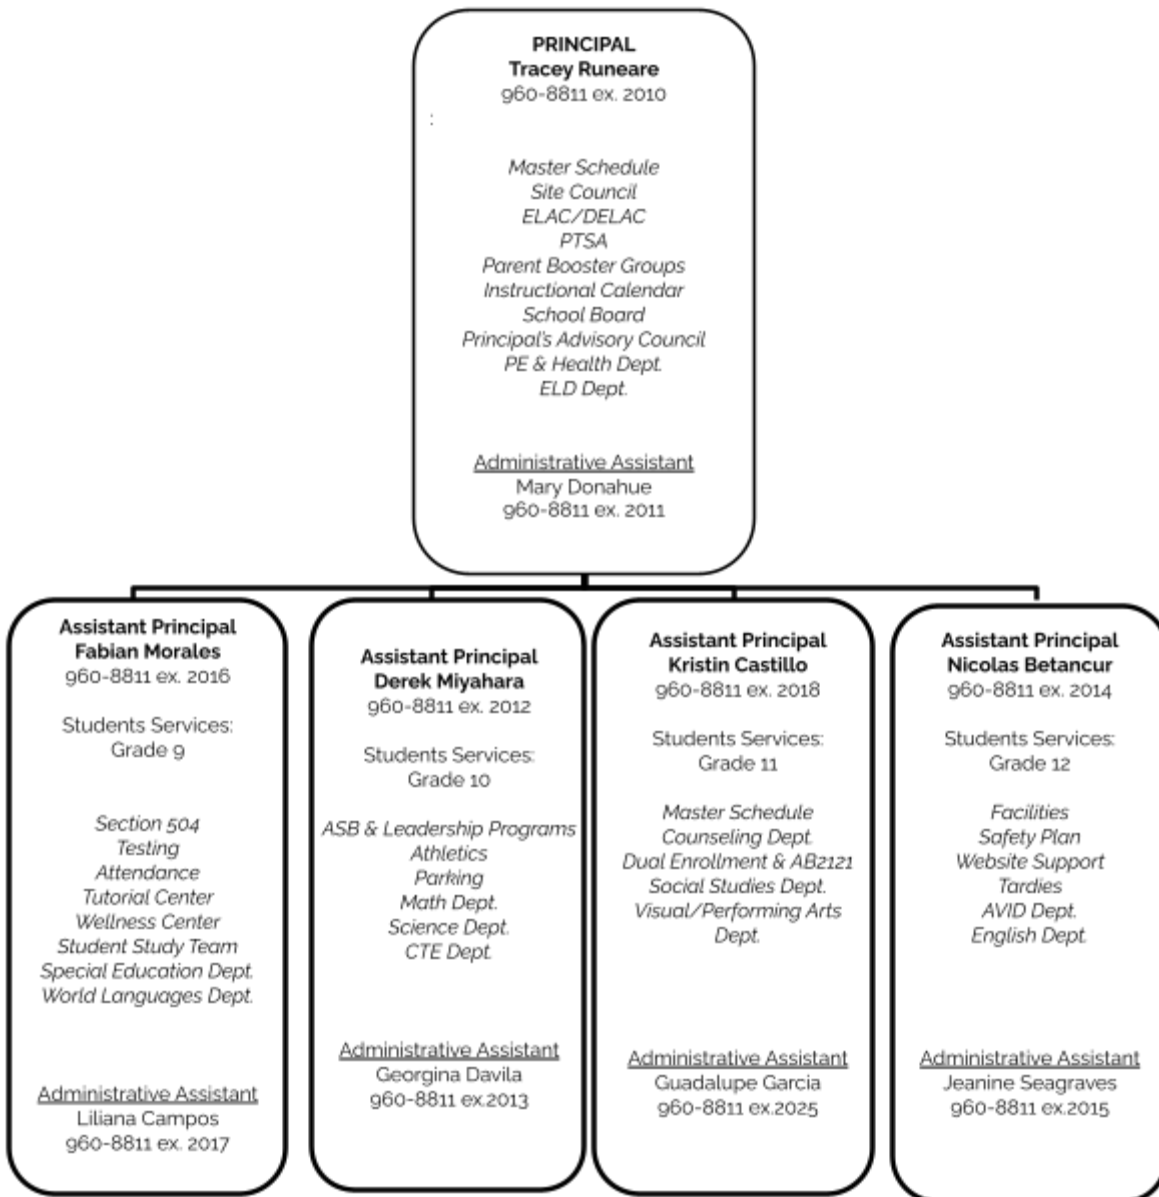 PRINCIPAL
Tracey Runeare
960-8811 ex. 2010
:
Master Schedule
Site Council
ELAC/DELAC
PTSA
Parent Booster Groups
Instructional Calendar
School Board
Principal's Advisory Council
PE & Health Dept.
ELD Dept.
Administrative Assistant
Mary Donahue
960-8811 ex. 2011
Assistant Principal
Fabian Morales
960-8811 ex. 2016
Students Services:
Grade 9
Section 504
Testing
Attendance
Tutorial Center
Wellness Center
Student Study Team
Special Education Dept.
World Languages Dept.
Administrative Assistant
Liliana Campos
960-8811 ex. 2017
Assistant Principal
Derek Miyahara
960-8811 ex. 2012
Students Services:
Grade 10
ASB & Leadership Programs
Athletics
Parking
Math Dept.
Science Dept.
CTE Dept.
Administrative Assistant
Georgina Davila
960-8811 ex.2013
Assistant Principal
Kristin Castillo
960-8811 ex. 2018
Students Services:
Grade 11
Master Schedule
Counseling Dept.
Dual Enrollment & AB2121
Social Studies Dept.
Visual/Performing Arts
Dept.
Administrative Assistant
Guadalupe Garcia
960-8811 ex.2025
Assistant Principal
Nicolas Betancur
960-8811 ex. 2014
Students Services:
Grade 12
Facilities
Safety Plan
Website Support
Tardies
AVID Dept.
English Dept.
Administrative Assistant
Jeanine Seagraves
960-8811 ex.2015